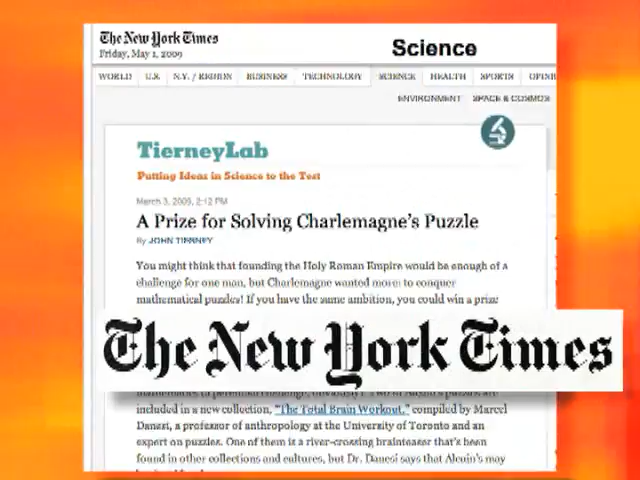 The New York Times
Friday, May 1, 2009
Science
WORLD U.S. N.Y. / REGION BUSINESS TECHNOLOGY SCIENCE HEALTH SPORTS OPINI
ENVIRONMENT SPACE & COSMOS
TierneyLab
Putting Ideas in Science to the Test
March 3, 2009, 2:12 PM
A Prize for Solving Charlemagne's Puzzle
By JOHN TIERNEY
You might think that founding the Holy Roman Empire would be enough of a
challenge for one man, but Charlemagne wanted more: to conquer
mathematical puzzles! If you have the same ambition, you could win a prize
The New York Times
included in a new collection, "The Total Brain Workout," compiled by Marcel
Danesi, a professor of anthropology at the University of Toronto and an
expert on puzzles. One of them is a river-crossing brainteaser that's been
found in other collections and cultures, but Dr. Danesi says that Alcuin's may